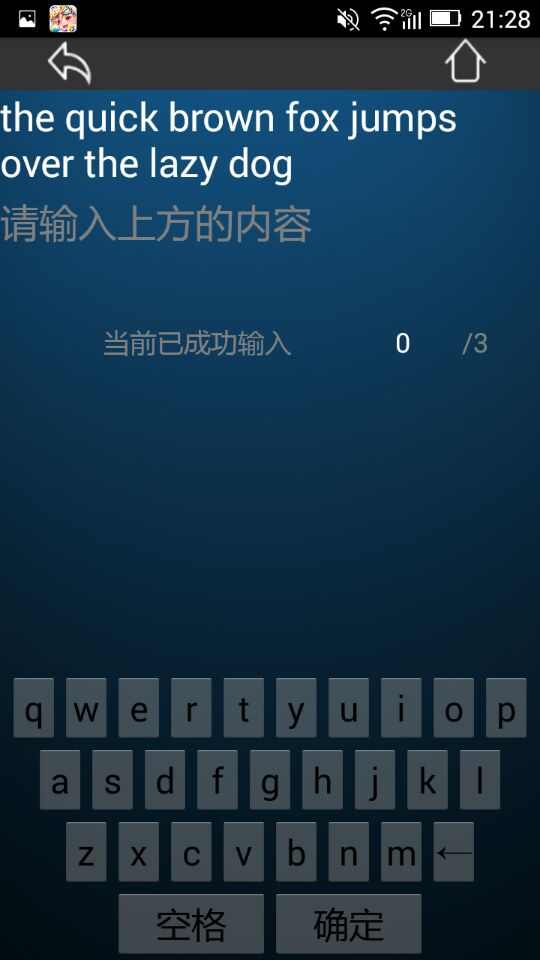 2G
21:28
the quick brown fox jumps
over the lazy dog
请输入上方的内容
当前已成功输入 0 /3
q w e r t y u i o p
a s d f g h j k l
z x c v b n m ←
空格 确定